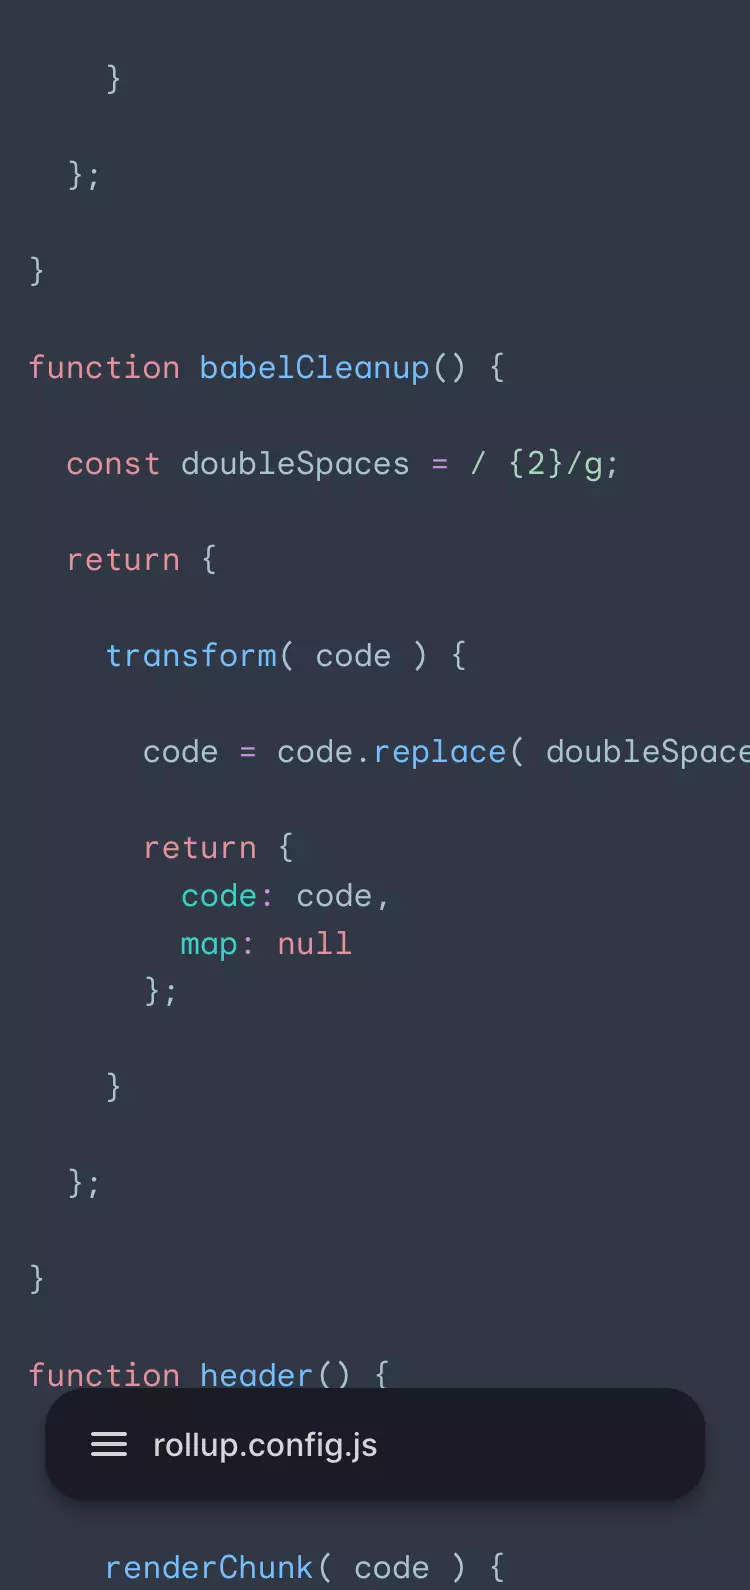 }
};
}
function babelCleanup() {
const doubleSpaces = / {2}/g;
return {
transform( code ) {
code = code.replace( doubleSpace
return {
code: code,
map: null
};
}
};
}
function header() {
rollup.config.js
renderChunk( code ) {